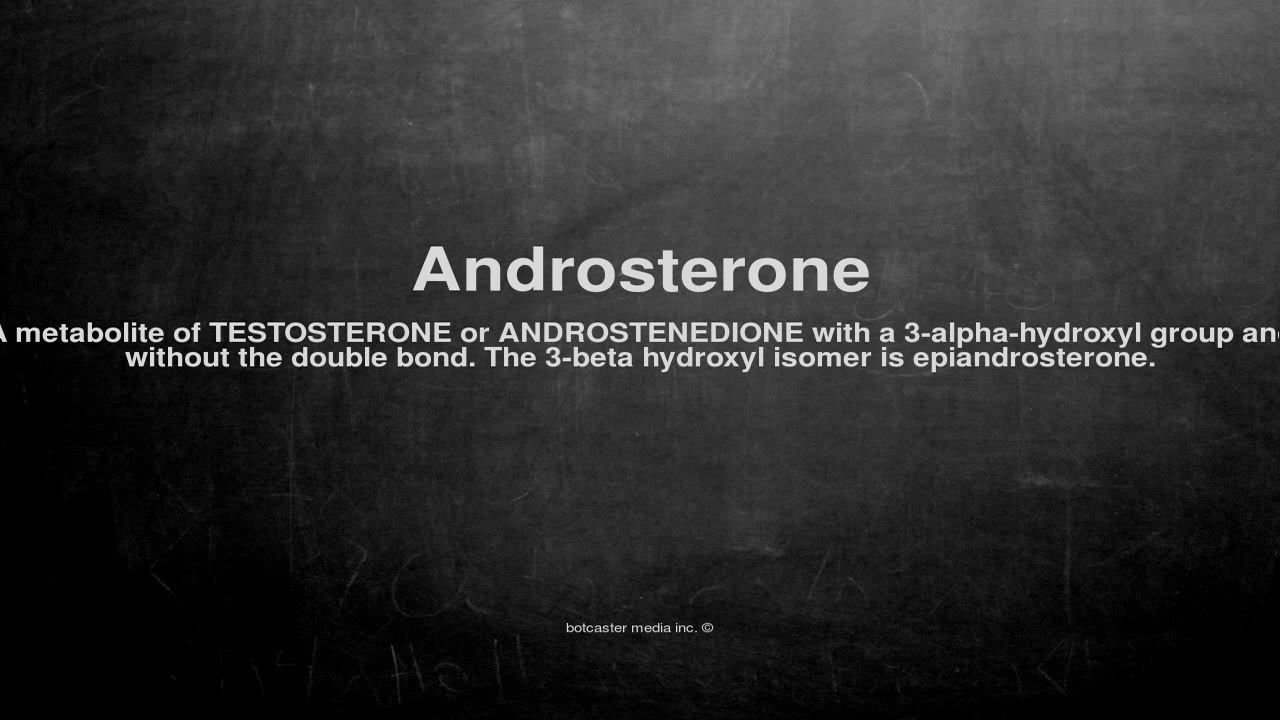 Androsterone
A metabolite of TESTOSTERONE or ANDROSTENEDIONE with a 3-alpha-hydroxyl group and
without the double bond. The 3-beta hydroxyl isomer is epiandrosterone.
botcaster media inc. ©